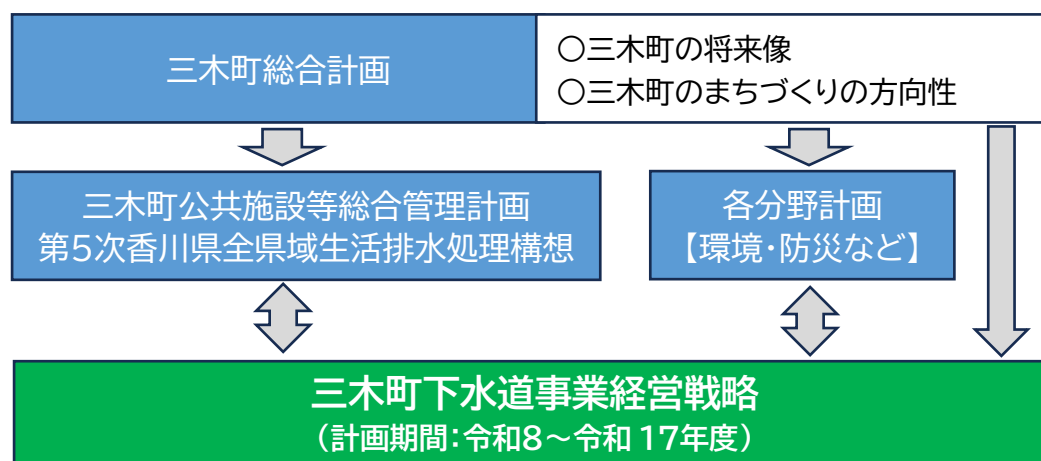 三木町総合計画
○三木町の将来像
○三木町のまちづくりの方向性
三木町公共施設等総合管理計画
第5次香川県全県域生活排水処理構想
各分野計画
【環境・防災など】
三木町下水道事業経営戦略
(計画期間:令和8~令和17年度)